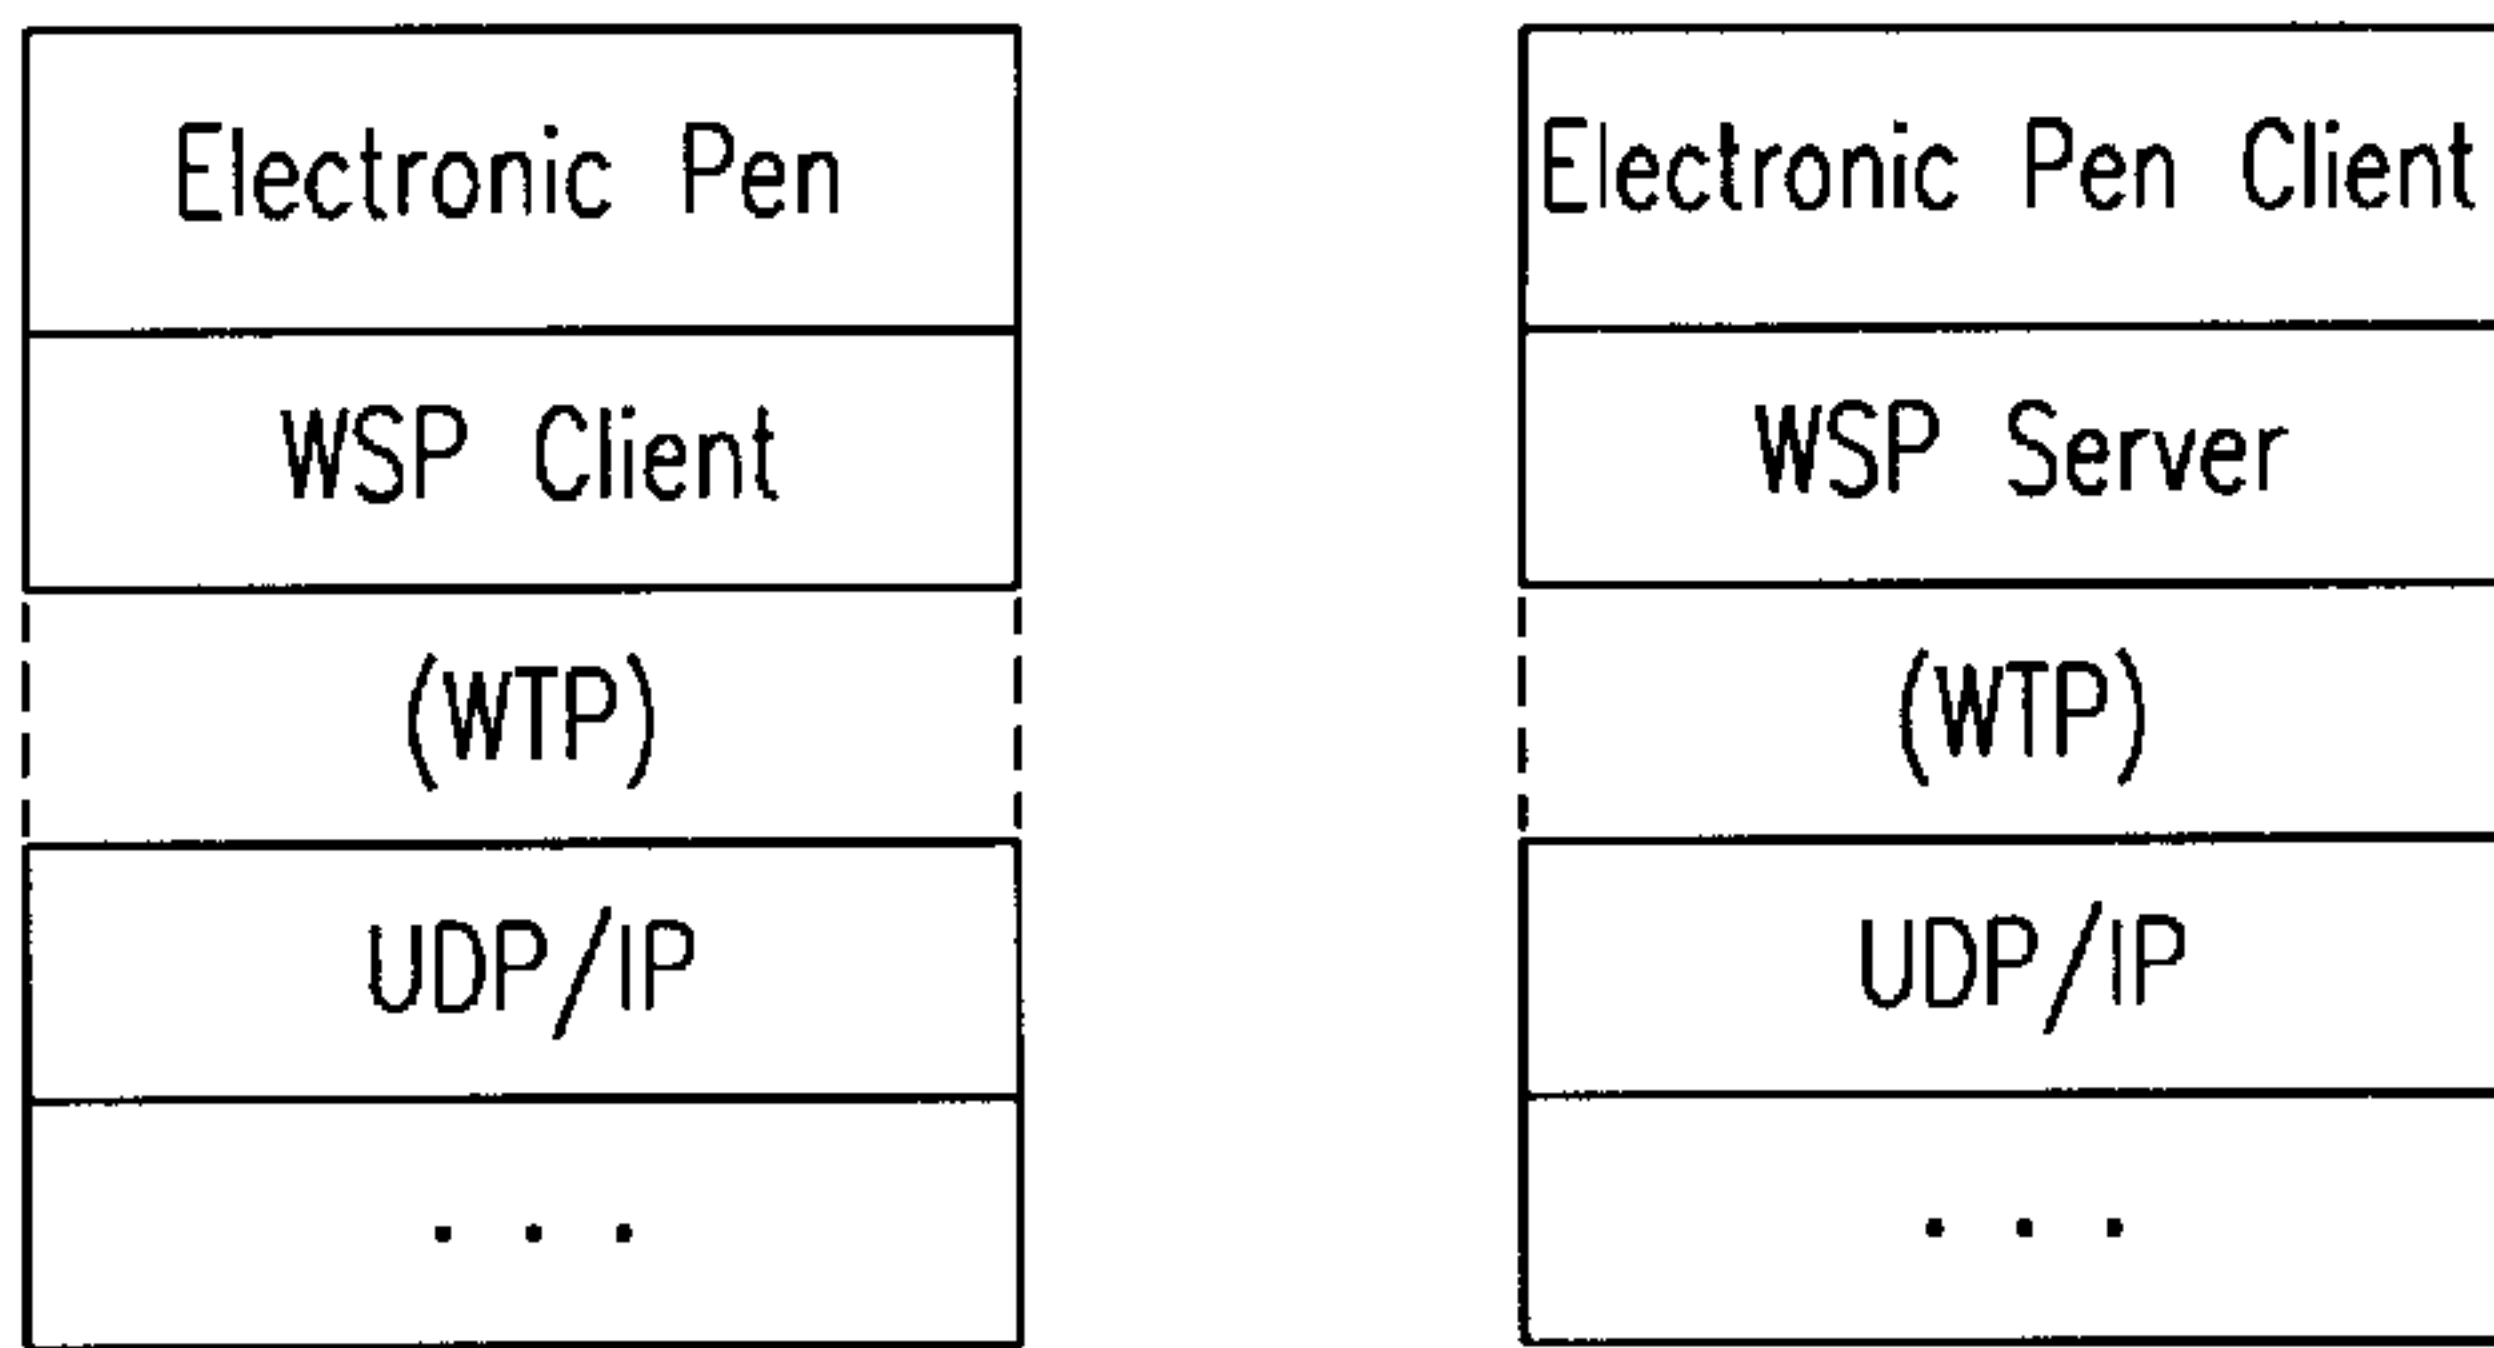 Electronic Pen
WSP Client
(WTP)
UDP/IP
. . .
Electronic Pen Client
WSP Server
(WTP)
UDP/IP
. . .